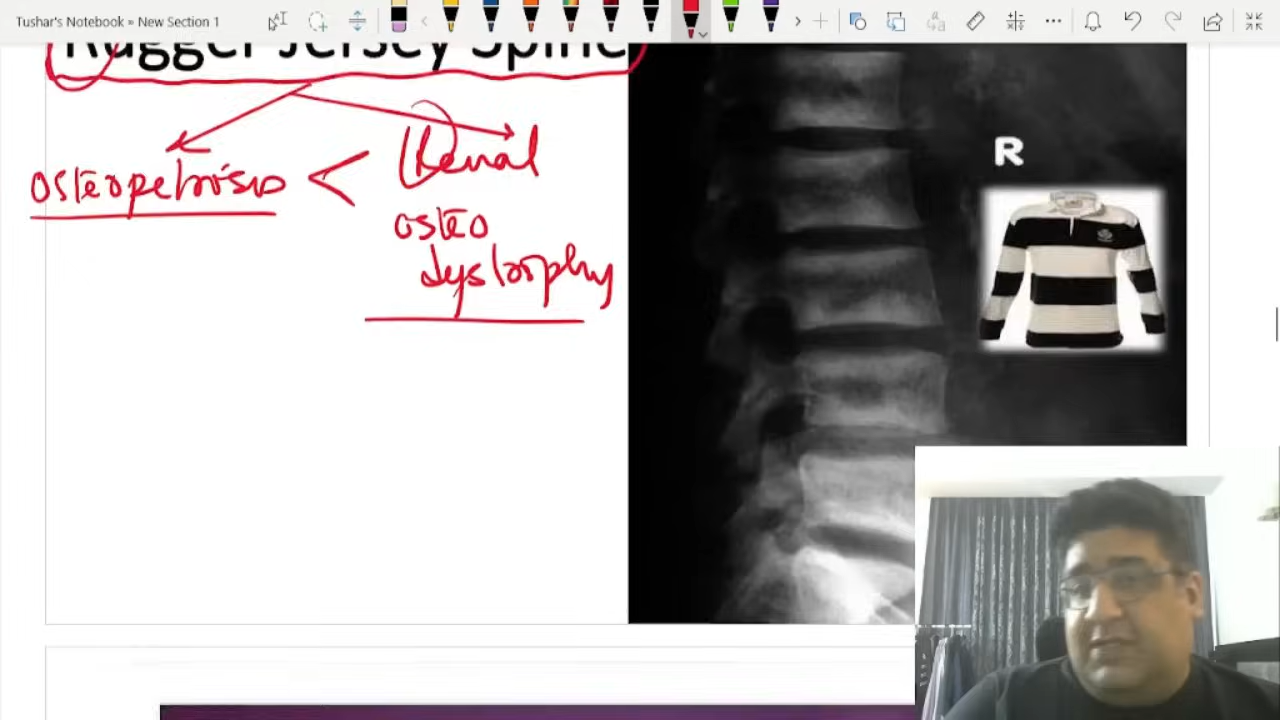 Tushar's Notebook » New Section 1
Rugger Jersey Spine
osteopetrosis < Renal
osteo
dystrophy
R